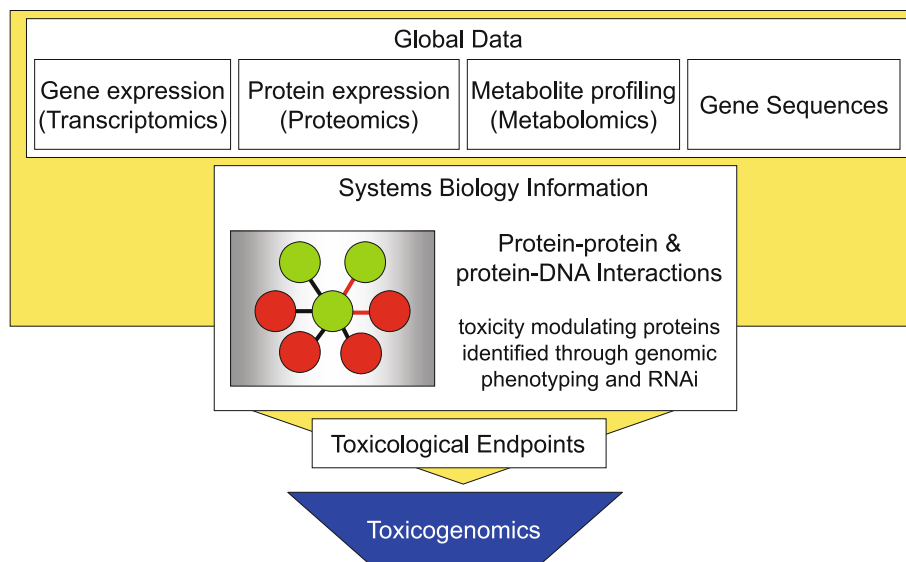 Global Data
Gene expression
(Transcriptomics)
Protein expression
(Proteomics)
Metabolite profiling
(Metabolomics)
Gene Sequences
Systems Biology Information
Protein-protein &
protein-DNA Interactions
toxicity modulating proteins
identified through genomic
phenotyping and RNAi
Toxicological Endpoints
Toxicogenomics